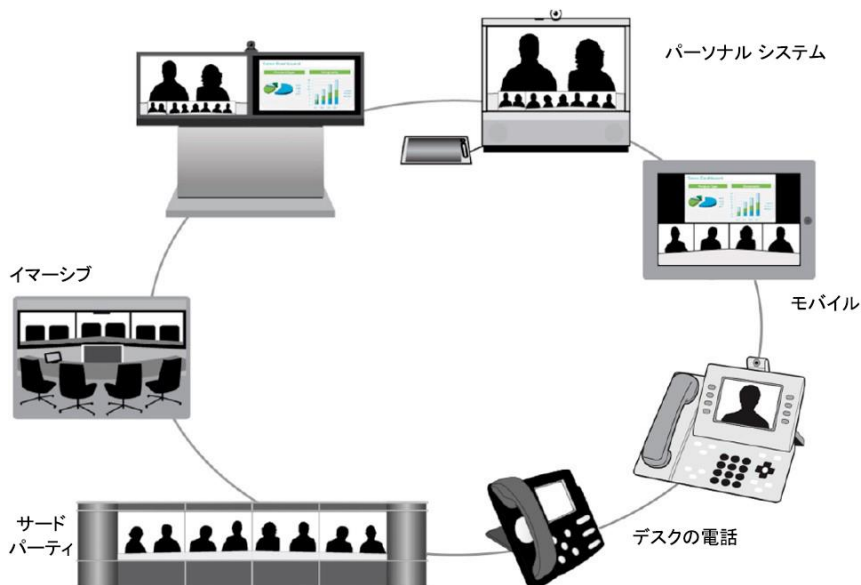 パーソナル システム
イマーシブ
モバイル
サード
パーティ
デスクの電話